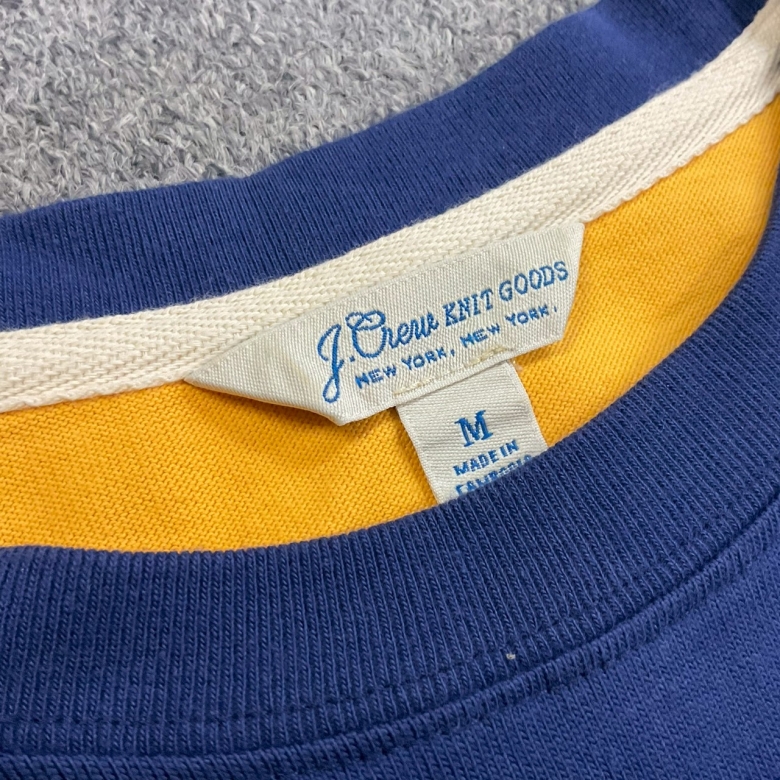 J. Crew KNIT GOODS
NEW YORK, NEW YORK.
M
MADE IN